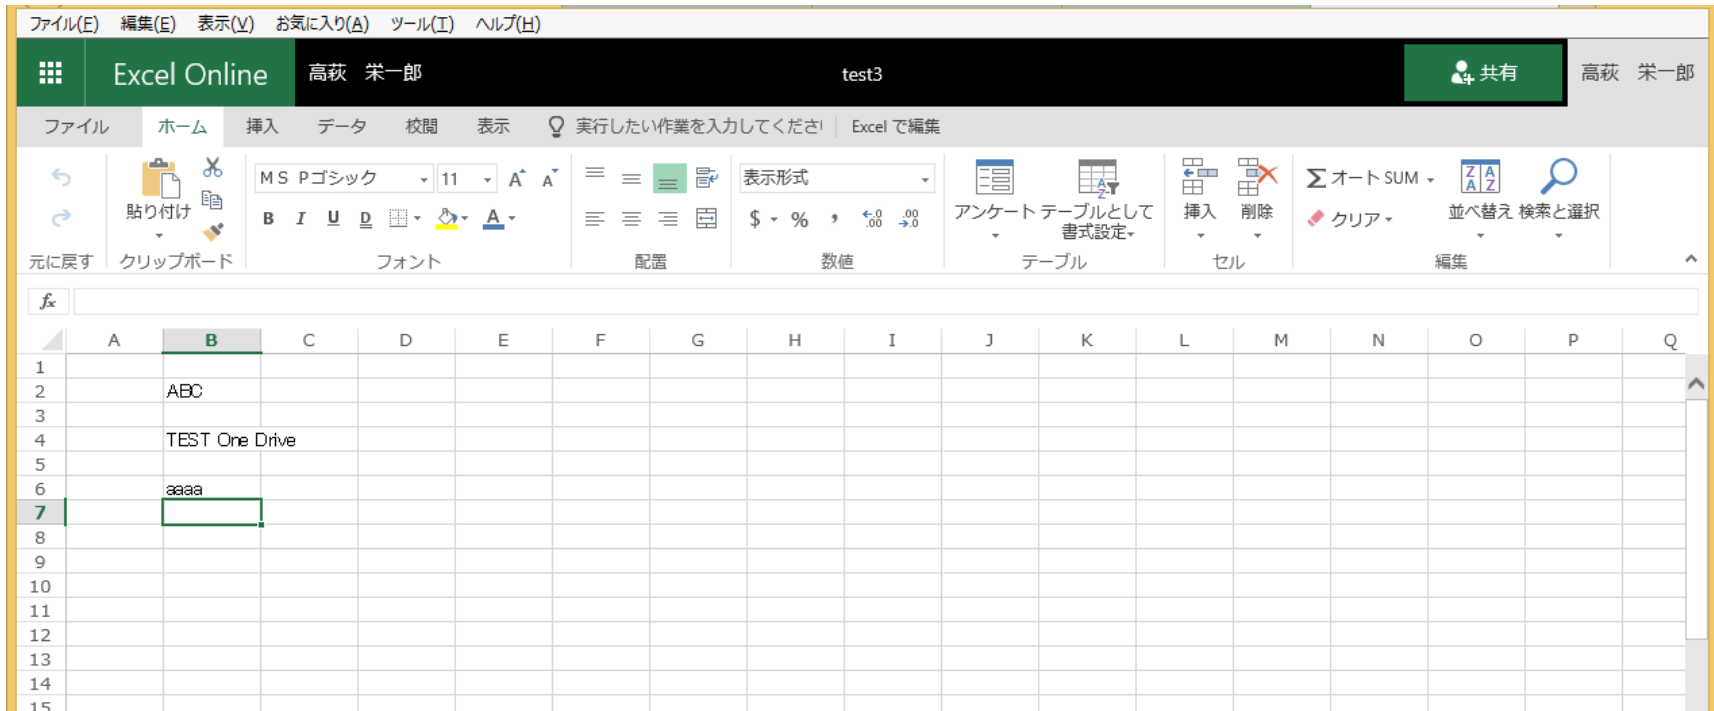 ファイル(F) 編集(E) 表示(V) お気に入り(A) ツール(T) ヘルプ(H)
Excel Online 高萩 栄一郎 test3 共有 高萩 栄一郎
ファイル ホーム 挿入 データ 校閲 表示 実行したい作業を入力してくださ Excel で編集
貼り付け MS Pゴシック 11 A A 表示形式 アンケート テーブルとして書式設定 挿入 削除 Σ オート SUM 並べ替え 検索と選択
B I U D A $ % , .0 .00 .00 .0 クリア
元に戻す クリップボード フォント 配置 数値 テーブル セル 編集
fx
A B C D E F G H I J K L M N O P Q
1
2 ABC
3
4 TEST One Drive
5
6 aaaa
7
8
9
10
11
12
13
14
15